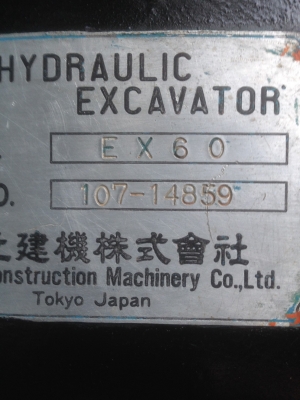 HYDRAULIC
EXCAVATOR
EX60
107-14859
建機株式會社
onstruction Machinery Co.,Ltd.
Tokyo Japan